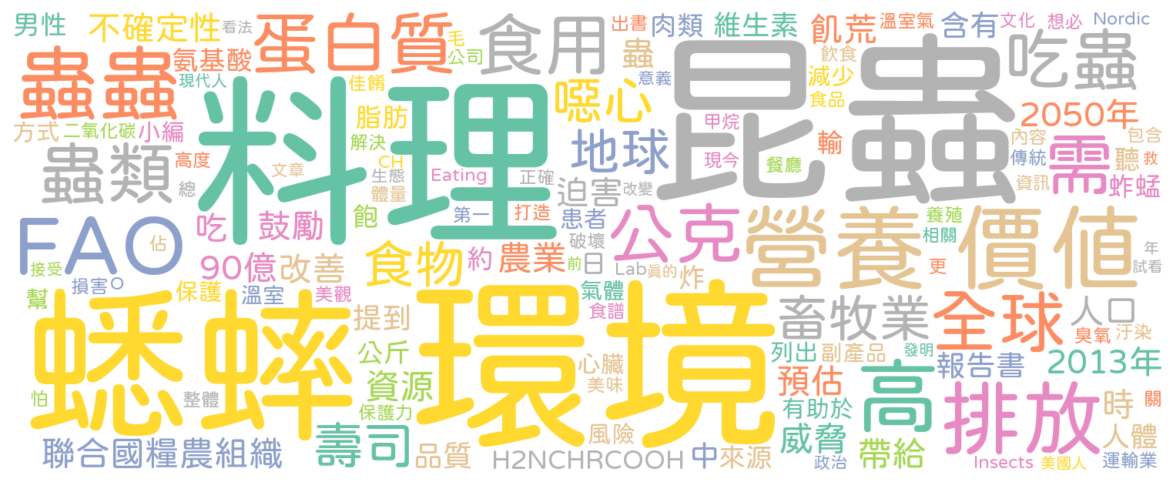 男性
不確定性
看法
蛋白質
毛
公司
食用
出書
肉類
維生素
飢荒
溫室氣
含有
文化
想必
Nordic
蟲蟲
氨基酸
現代人
佳餚
蟲
意義
飲食
減少
食品
吃蟲
料理
昆蟲
噁心
脂肪
解決
甲烷
輸
2050年
方式
二氧化碳
小編
地球
現今
餐廳
內容
包含
傳統
聽
救
需
資訊
蚱蜢
蟲類
高度
總
文章
CH
生態
體量
Eating
正確
迫害
改變
飽
第一
打造
患者
公克
養殖
相關
營養價值
FAO
佔
吃
鼓勵
破壞
年
試看
接受
損害
O
90億
改善
食物
約
農業
前
日
Lab
真的
炸
更
幫
保護
溫室
美觀
氣體
食譜
畜牧業
全球
人口
蟋蟀
環境
提到
臭氧
汙染
公斤
資源
保護力
心臟
美味
列出
副產品
發明
報告書
2013年
預估
高
怕
整體
有助於
排放
時
關
人體
壽司
風險
威脅
聯合國糧農組織
品質
H2NCHRCOOH
中
來源
政治
帶給
Insects
美國人
運輸業